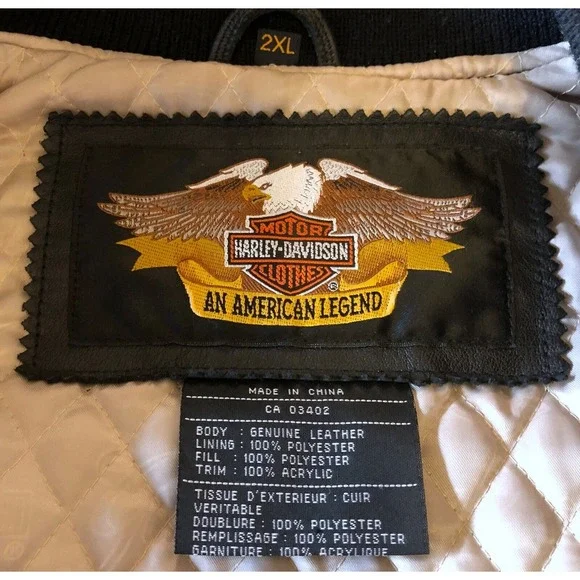 2XL
MOTOR
HARLEY-DAVIDSON
CLOTHES
®
AN AMERICAN LEGEND
MADE IN CHINA
CA 03402
BODY : GENUINE LEATHER
LINING : 100% POLYESTER
FILL : 100% POLYESTER
TRIM : 100% ACRYLIC
TISSUE D'EXTERIEUR : CUIR
VERITABLE
DOUBLURE : 100% POLYESTER
REMPLISSAGE : 100% POLYESTER
GARNITURE : 100% ACRYLIQUE